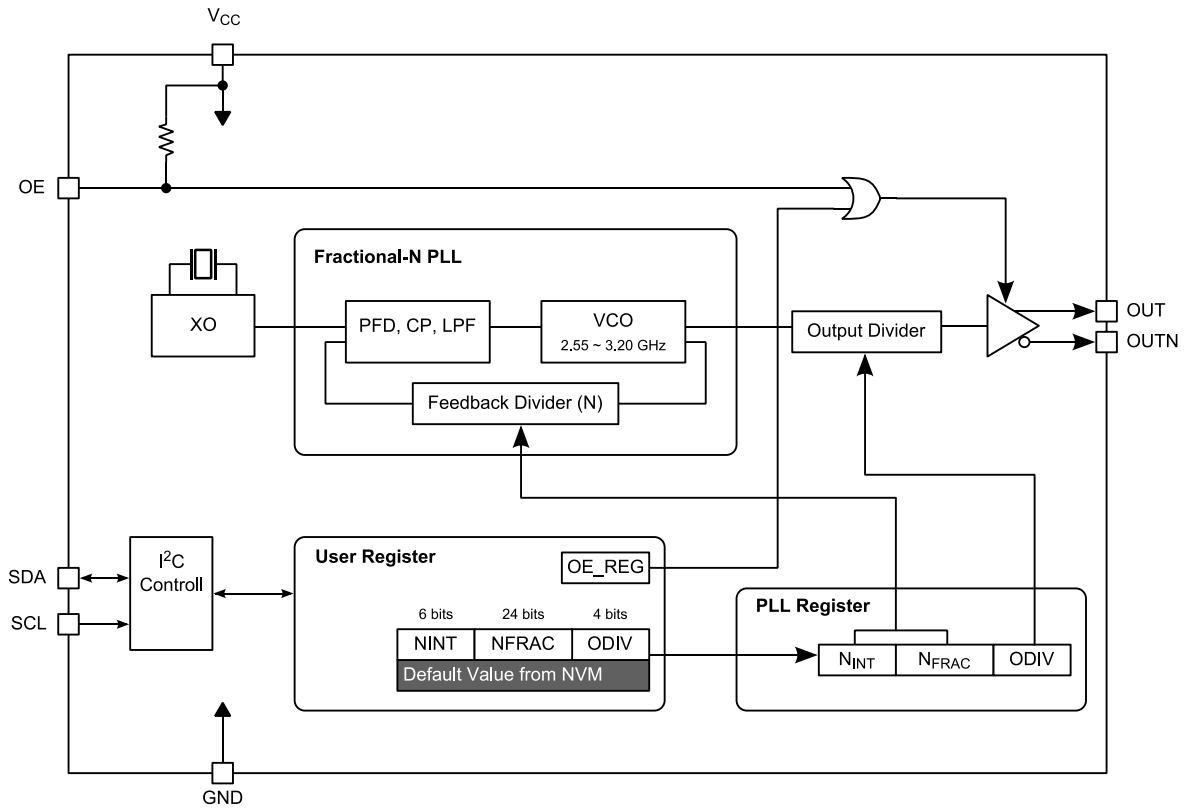 VCC
OE
Fractional-N PLL
XO
PFD, CP, LPF
VCO
2.55 ~ 3.20 GHz
Output Divider
OUT
OUTN
Feedback Divider (N)
I²C
Controll
SDA
SCL
User Register
OE_REG
6 bits 24 bits 4 bits
NINT NFRAC ODIV
Default Value from NVM
PLL Register
NINT NFRAC ODIV
GND